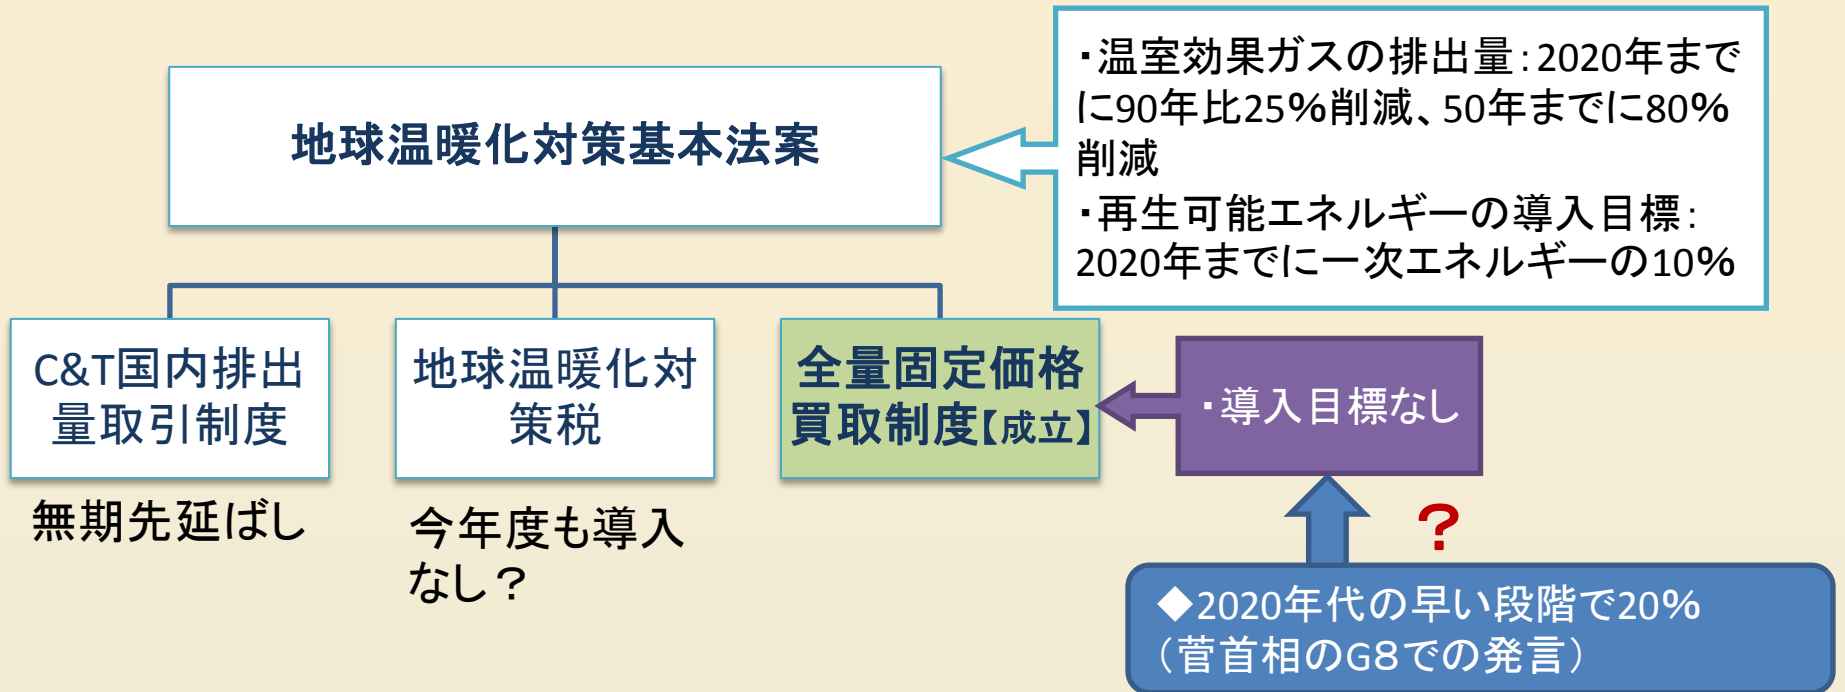 地球温暖化対策基本法案
・温室効果ガスの排出量：2020年まで
に90年比25％削減、50年までに80％
削減
・再生可能エネルギーの導入目標：
2020年までに一次エネルギーの10％
C&T国内排出
量取引制度
地球温暖化対
策税
全量固定価格
買取制度【成立】
・導入目標なし
無期先延ばし
今年度も導入
なし？
？
◆2020年代の早い段階で20％
（菅首相のG８での発言）